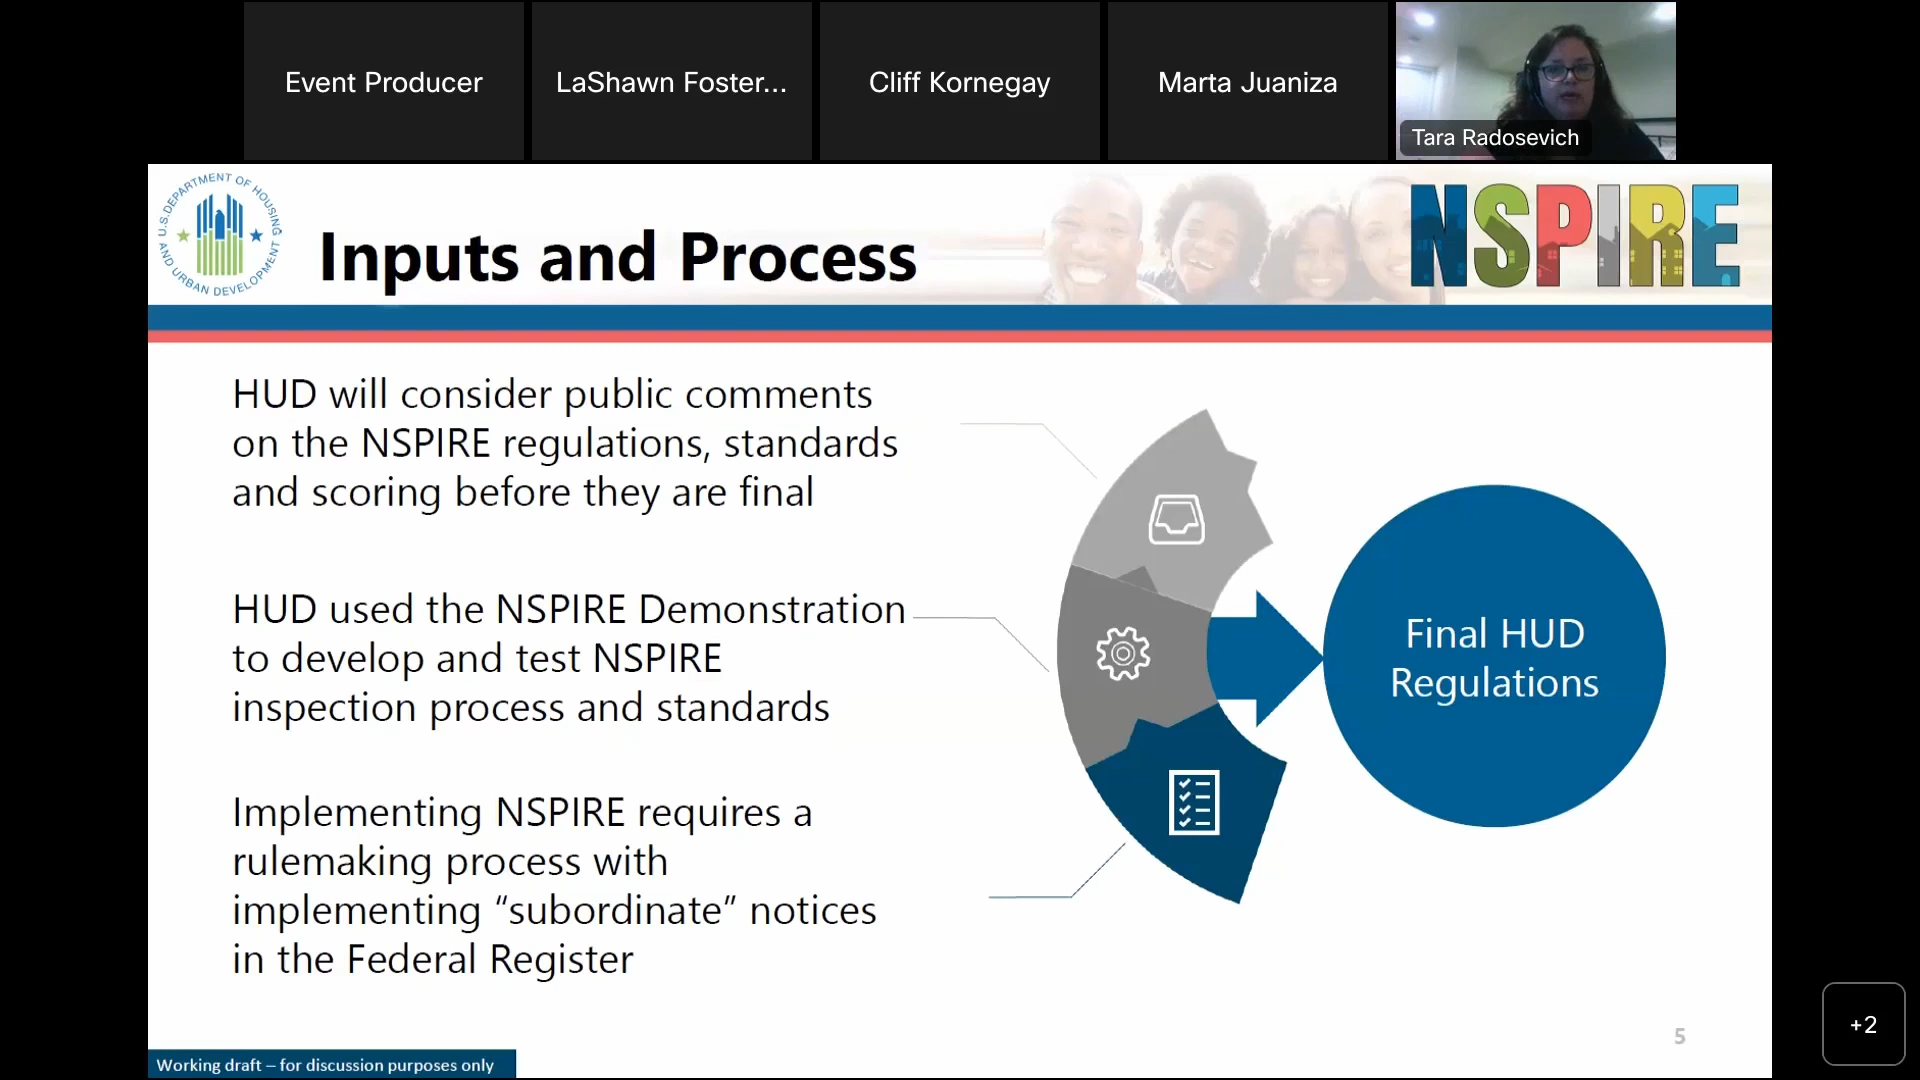 Event Producer
LaShawn Foster...
Cliff Kornegay
Marta Juaniza
Tara Radosevich
U.S. DEPARTMENT OF HOUSING
AND URBAN DEVELOPMENT
Inputs and Process
NSPIRE
HUD will consider public comments
on the NSPIRE regulations, standards
and scoring before they are final
HUD used the NSPIRE Demonstration
to develop and test NSPIRE
inspection process and standards
Implementing NSPIRE requires a
rulemaking process with
implementing “subordinate” notices
in the Federal Register
Final HUD
Regulations
+2
5
Working draft – for discussion purposes only